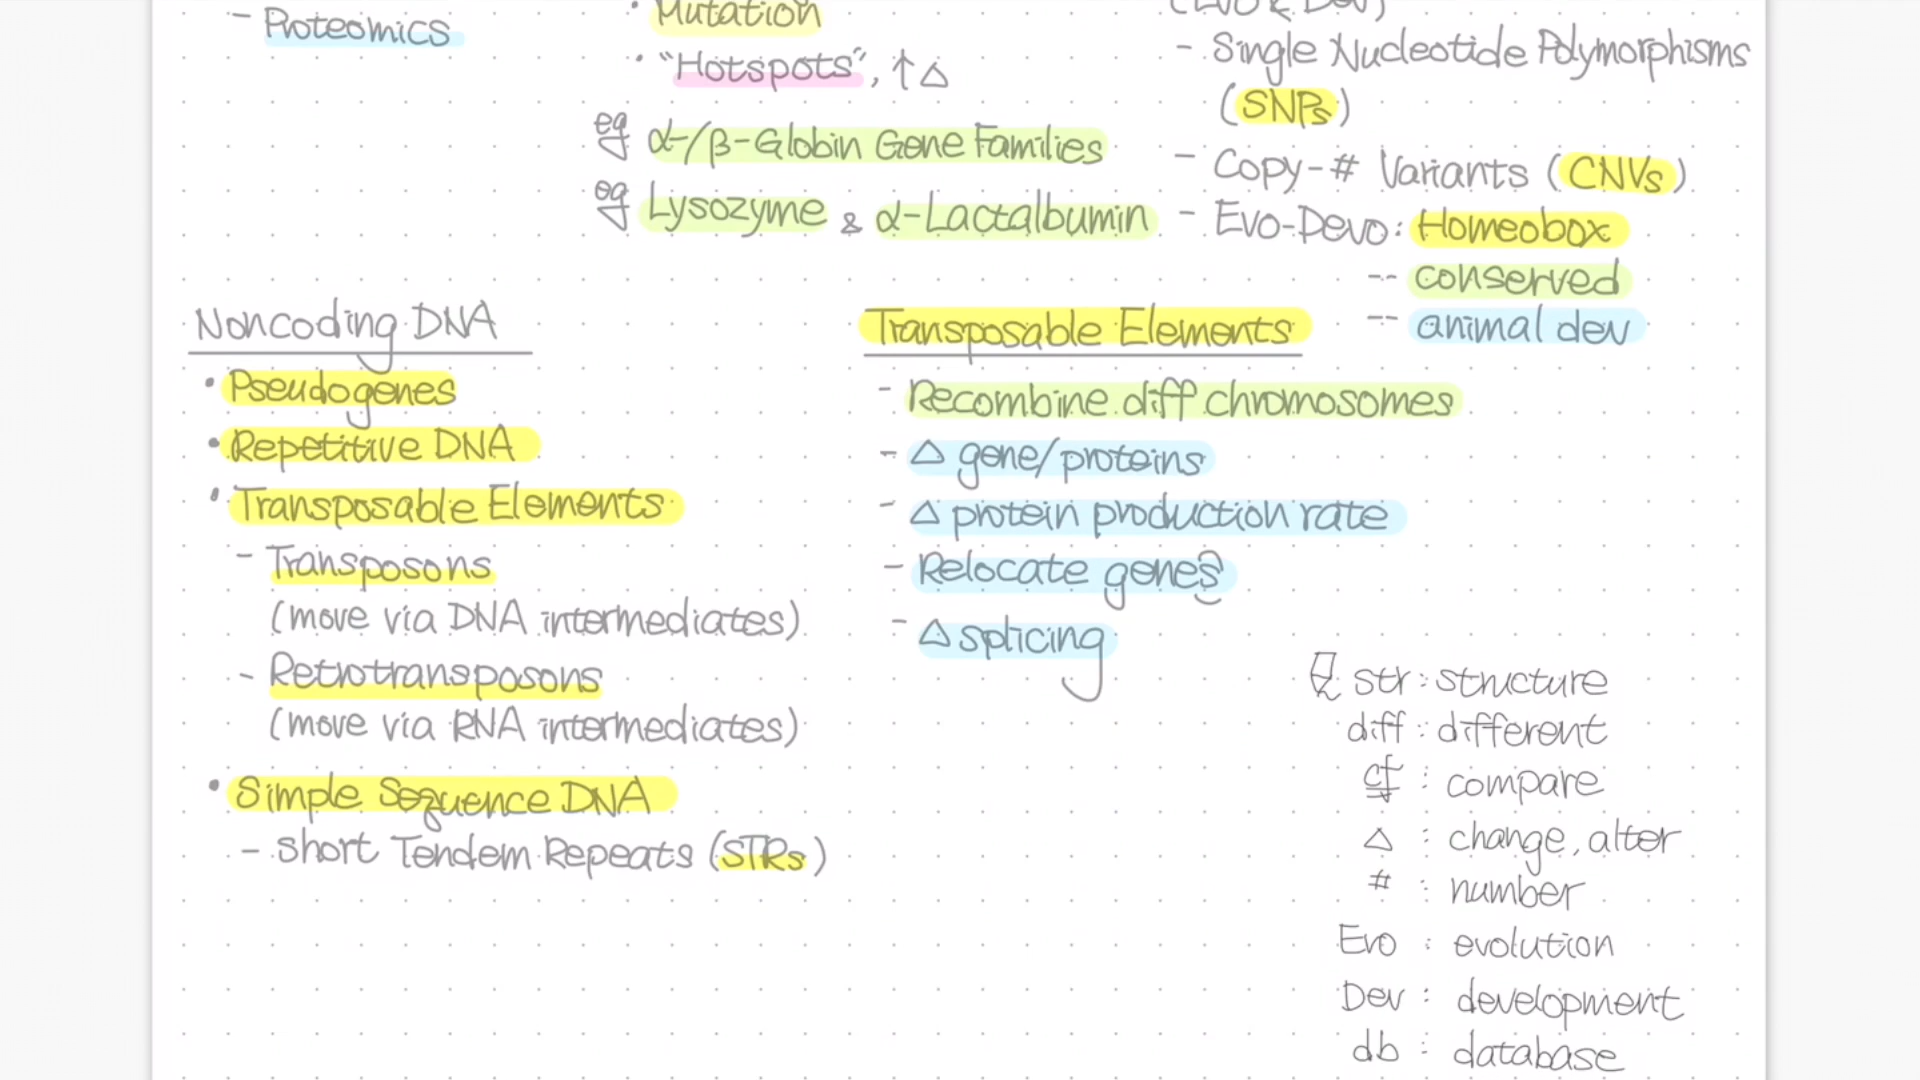 - Proteomics
• Mutation
• "Hotspots", ↑△
eg α-/β-Globin Gene Families
eg Lysozyme & α-Lactalbumin
(Evo & Dev)
- Single Nucleotide Polymorphisms
(SNPs)
- Copy-# Variants (CNVs)
- Evo-Devo: Homeobox
-- conserved
-- animal dev
Noncoding DNA
• Pseudogenes
• Repetitive DNA
• Transposable Elements
- Transposons
(move via DNA intermediates)
- Retrotransposons
(move via RNA intermediates)
• Simple Sequence DNA
- Short Tendem Repeats (STRs)
Transposable Elements
- Recombine diff chromosomes
- △ gene/proteins
- △ protein production rate
- Relocate genes
- △ splicing
str : structure
diff : different
cf : compare
△ : change, alter
# : number
Evo : evolution
Dev : development
db : database